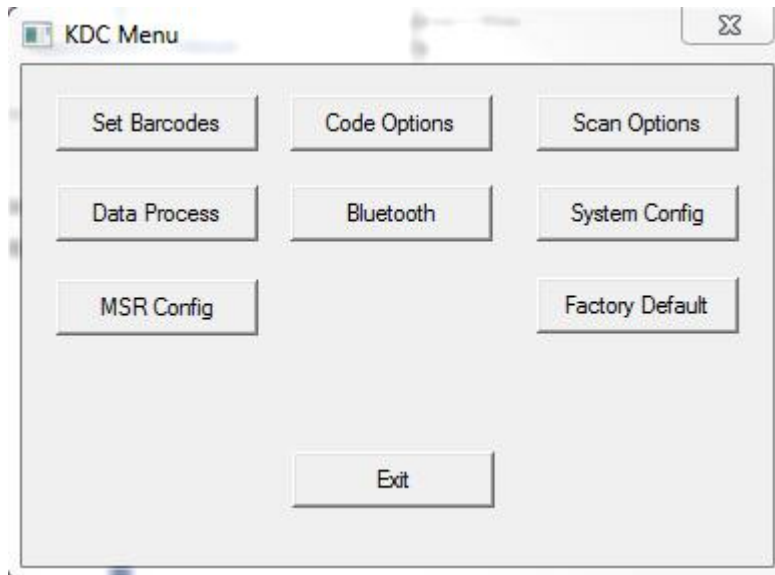 KDC Menu
Set Barcodes Code Options Scan Options
Data Process Bluetooth System Config
MSR Config Factory Default
Exit